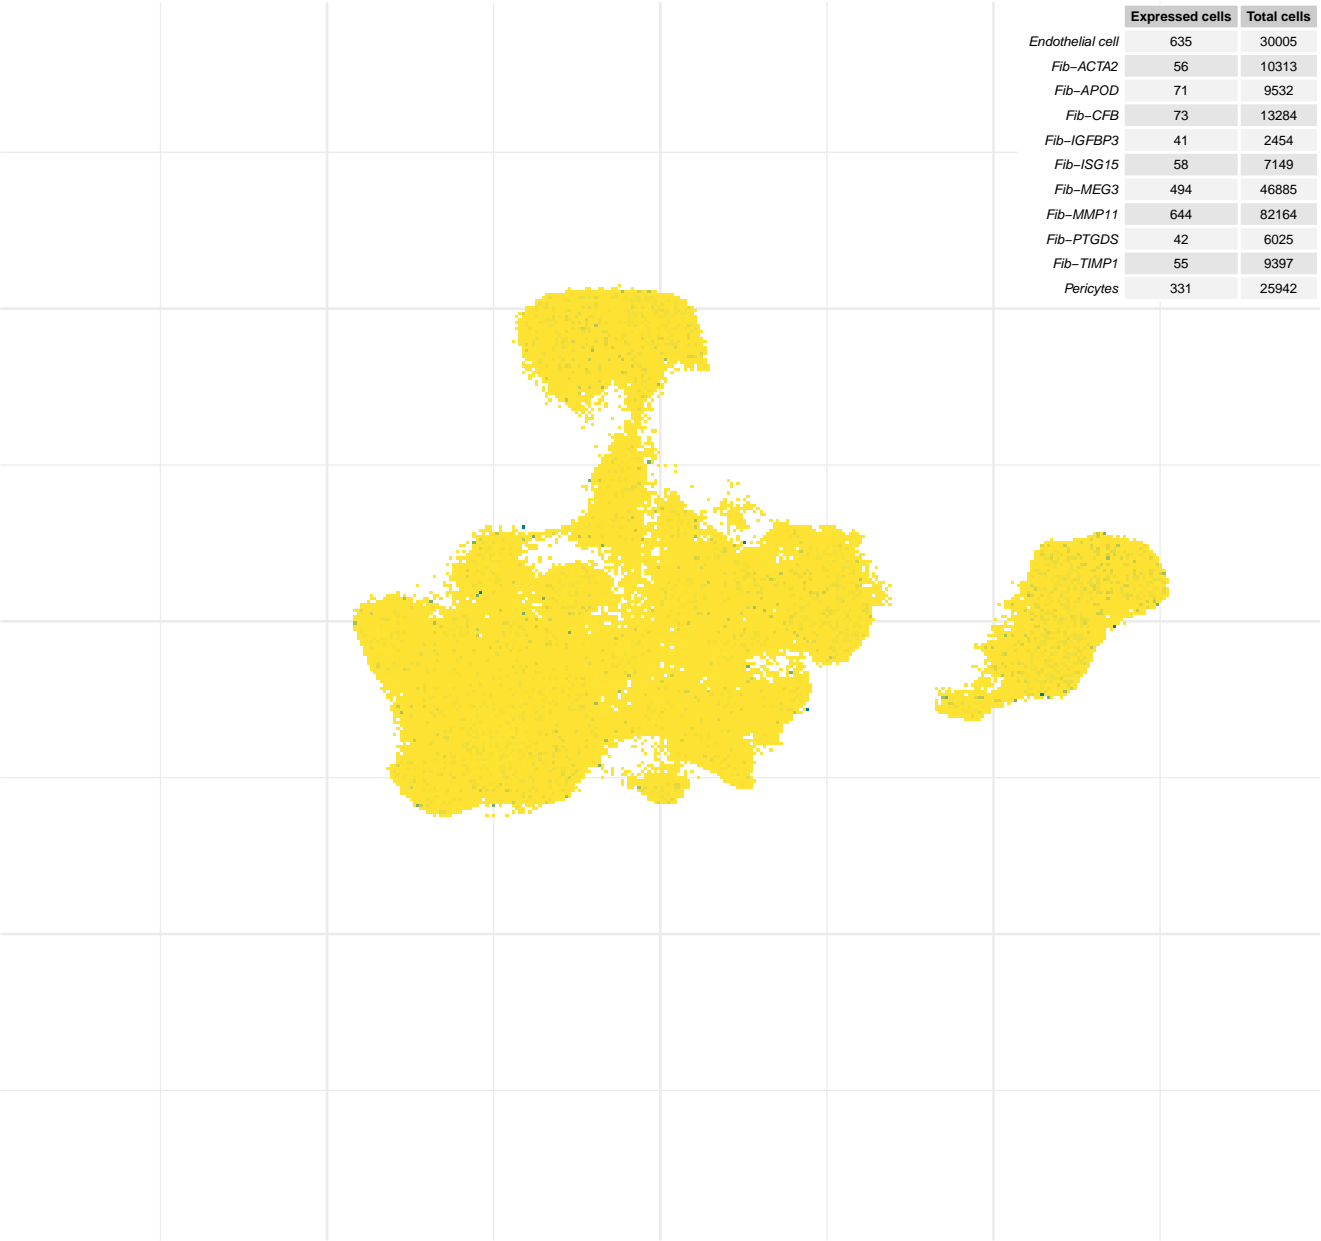 Expressed cells Total cells
Endothelial cell 635 30005
Fib−ACTA2 56 10313
Fib−APOD 71 9532
Fib−CFB 73 13284
Fib−IGFBP3 41 2454
Fib−ISG15 58 7149
Fib−MEG3 494 46885
Fib−MMP11 644 82164
Fib−PTGDS 42 6025
Fib−TIMP1 55 9397
Pericytes 331 25942